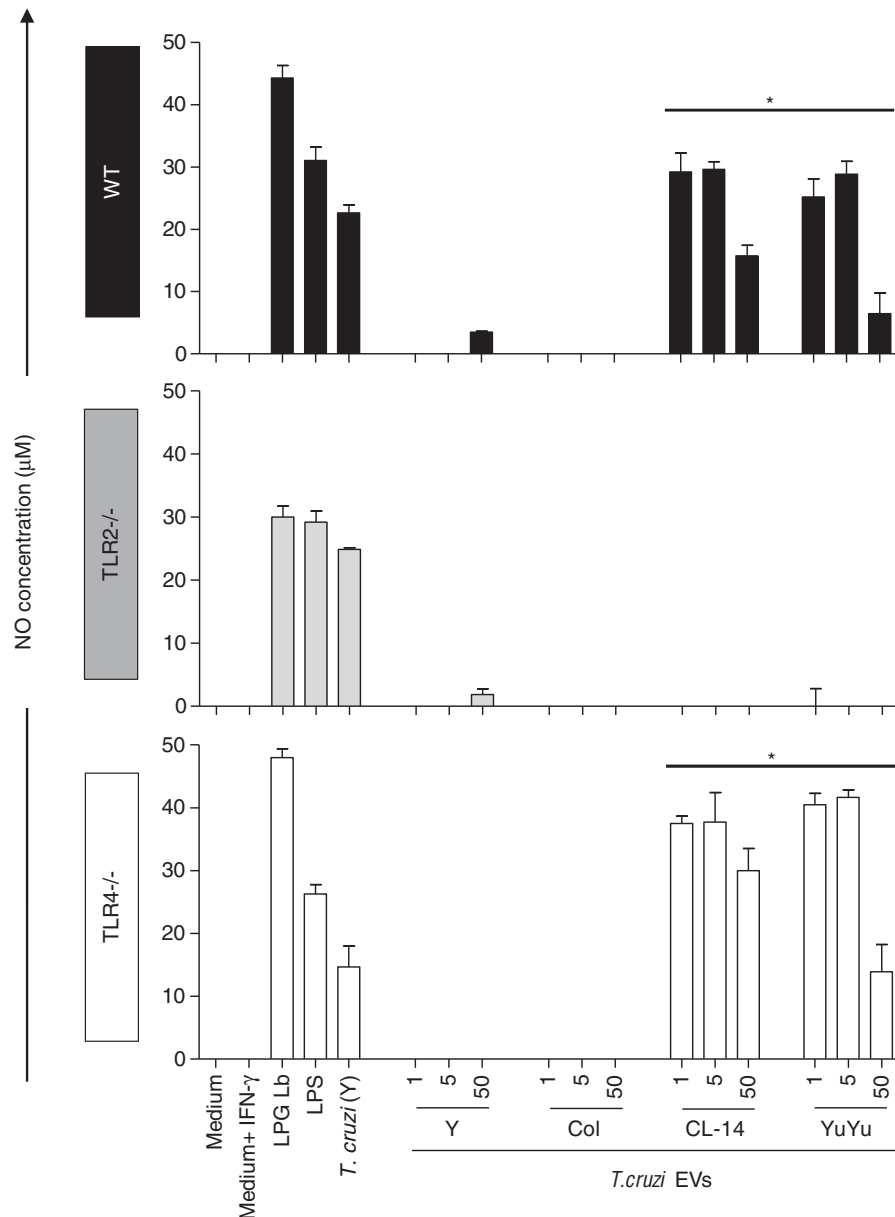 NO concentration (μM)
WT
50
40
30
20
10
0
*
TLR2-/-
50
40
30
20
10
0
TLR4-/-
50
40
30
20
10
0
*
Medium
Medium+ IFN-γ
LPG Lb
LPS
T. cruzi (Y)
1 5 50 1 5 50 1 5 50 1 5 50
Y Col CL-14 YuYu
T.cruzi EVs